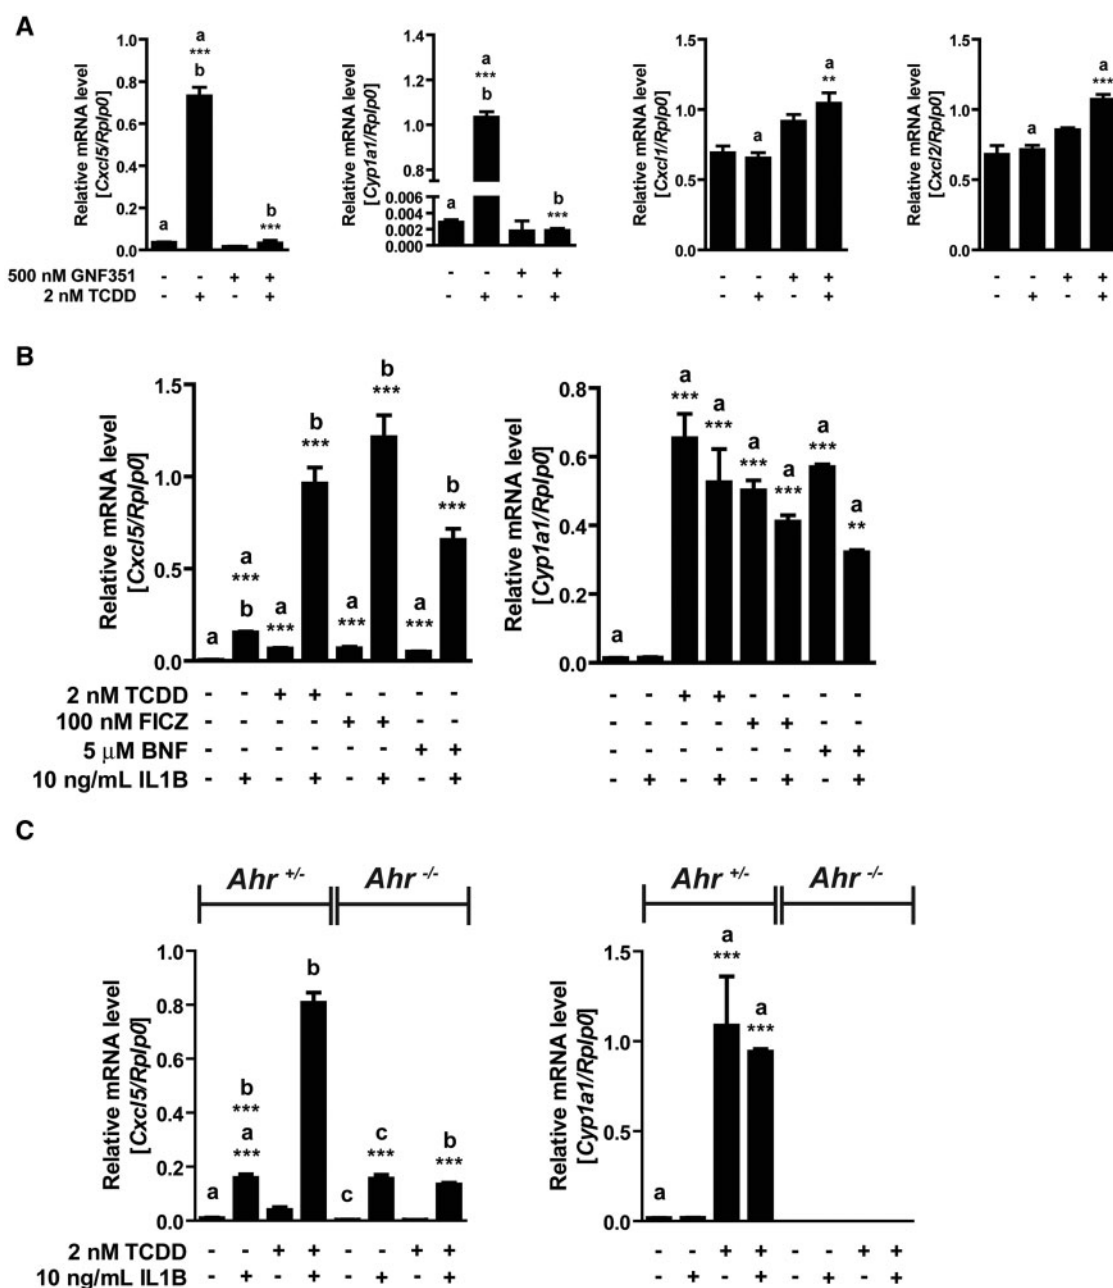 A
Relative mRNA level
[Cxcl5/Rplp0]
1.0
0.8
0.6
0.4
0.2
0.0
a
a
***
b
b
***
Relative mRNA level
[Cyp1a1/Rplp0]
1.4
1.2
1.0
0.006
0.004
0.002
0.000
a
a
***
b
b
***
Relative mRNA level
[Cxcl1/Rplp0]
1.5
1.0
0.5
0.0
a
a
**
Relative mRNA level
[Cxcl2/Rplp0]
1.5
1.0
0.5
0.0
a
a
***
500 nM GNF351 - - + + - - + + - - + + - - + +
2 nM TCDD - + - + - + - + - + - + - + - +
B
Relative mRNA level
[Cxcl5/Rplp0]
1.5
1.0
0.5
0.0
a
a
***
b
a
***
b
***
a
***
b
***
a
***
b
***
Relative mRNA level
[Cyp1a1/Rplp0]
0.8
0.6
0.4
0.2
0.0
a
a
***
a
***
a
***
a
***
a
***
a
**
2 nM TCDD - - + + - - - - - - + + - - - -
100 nM FICZ - - - - + + - - - - - - + + - -
5 µM BNF - - - - - - + + - - - - - - + +
10 ng/mL IL1B - + - + - + - + - + - + - + - +
C
Ahr +/- Ahr -/-
Relative mRNA level
[Cxcl5/Rplp0]
1.0
0.8
0.6
0.4
0.2
0.0
a
b
***
a
***
b
c
c
***
b
***
Ahr +/- Ahr -/-
Relative mRNA level
[Cyp1a1/Rplp0]
1.5
1.0
0.5
0.0
a
a
***
a
***
2 nM TCDD - - + + - - + + - - + + - - + +
10 ng/mL IL1B - + - + - + - + - + - + - + - +